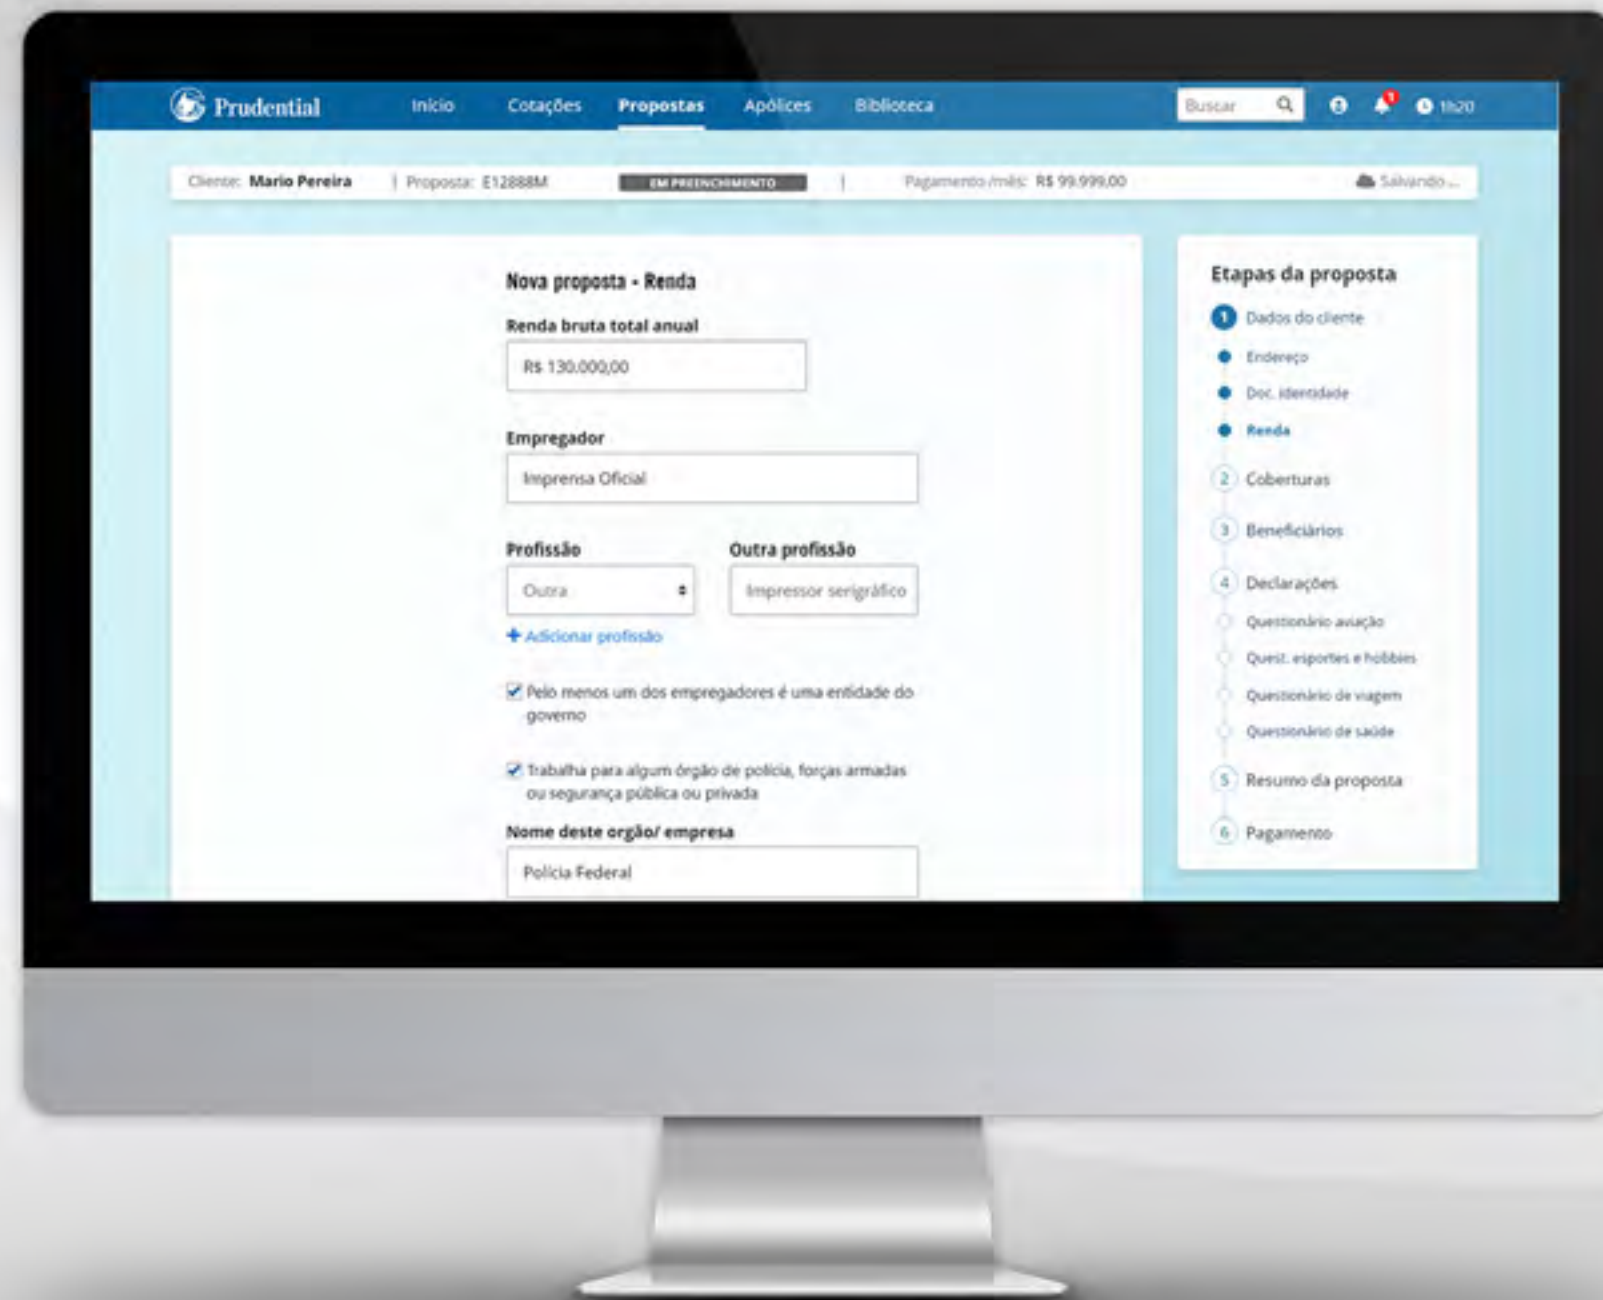 Prudential Início Cotações Propostas Apólices Biblioteca Buscar 1 1h20
Cliente: Mario Pereira | Proposta: E12888M EM PREENCHIMENTO | Pagamento /mês: R$ 99.999,00 Salvando ...
Nova proposta - Renda
Renda bruta total anual
R$ 130.000,00
Empregador
Imprensa Oficial
Profissão Outra profissão
Outra Impressor serigráfico
+ Adicionar profissão
Pelo menos um dos empregadores é uma entidade do
governo
Trabalha para algum órgão de polícia, forças armadas
ou segurança pública ou privada
Nome deste orgão/ empresa
Polícia Federal
Etapas da proposta
1 Dados do cliente
Endereço
Doc. identidade
Renda
2 Coberturas
3 Beneficiários
4 Declarações
Questionário aviação
Quest. esportes e hobbies
Questionário de viagem
Questionário de saúde
5 Resumo da proposta
6 Pagamento